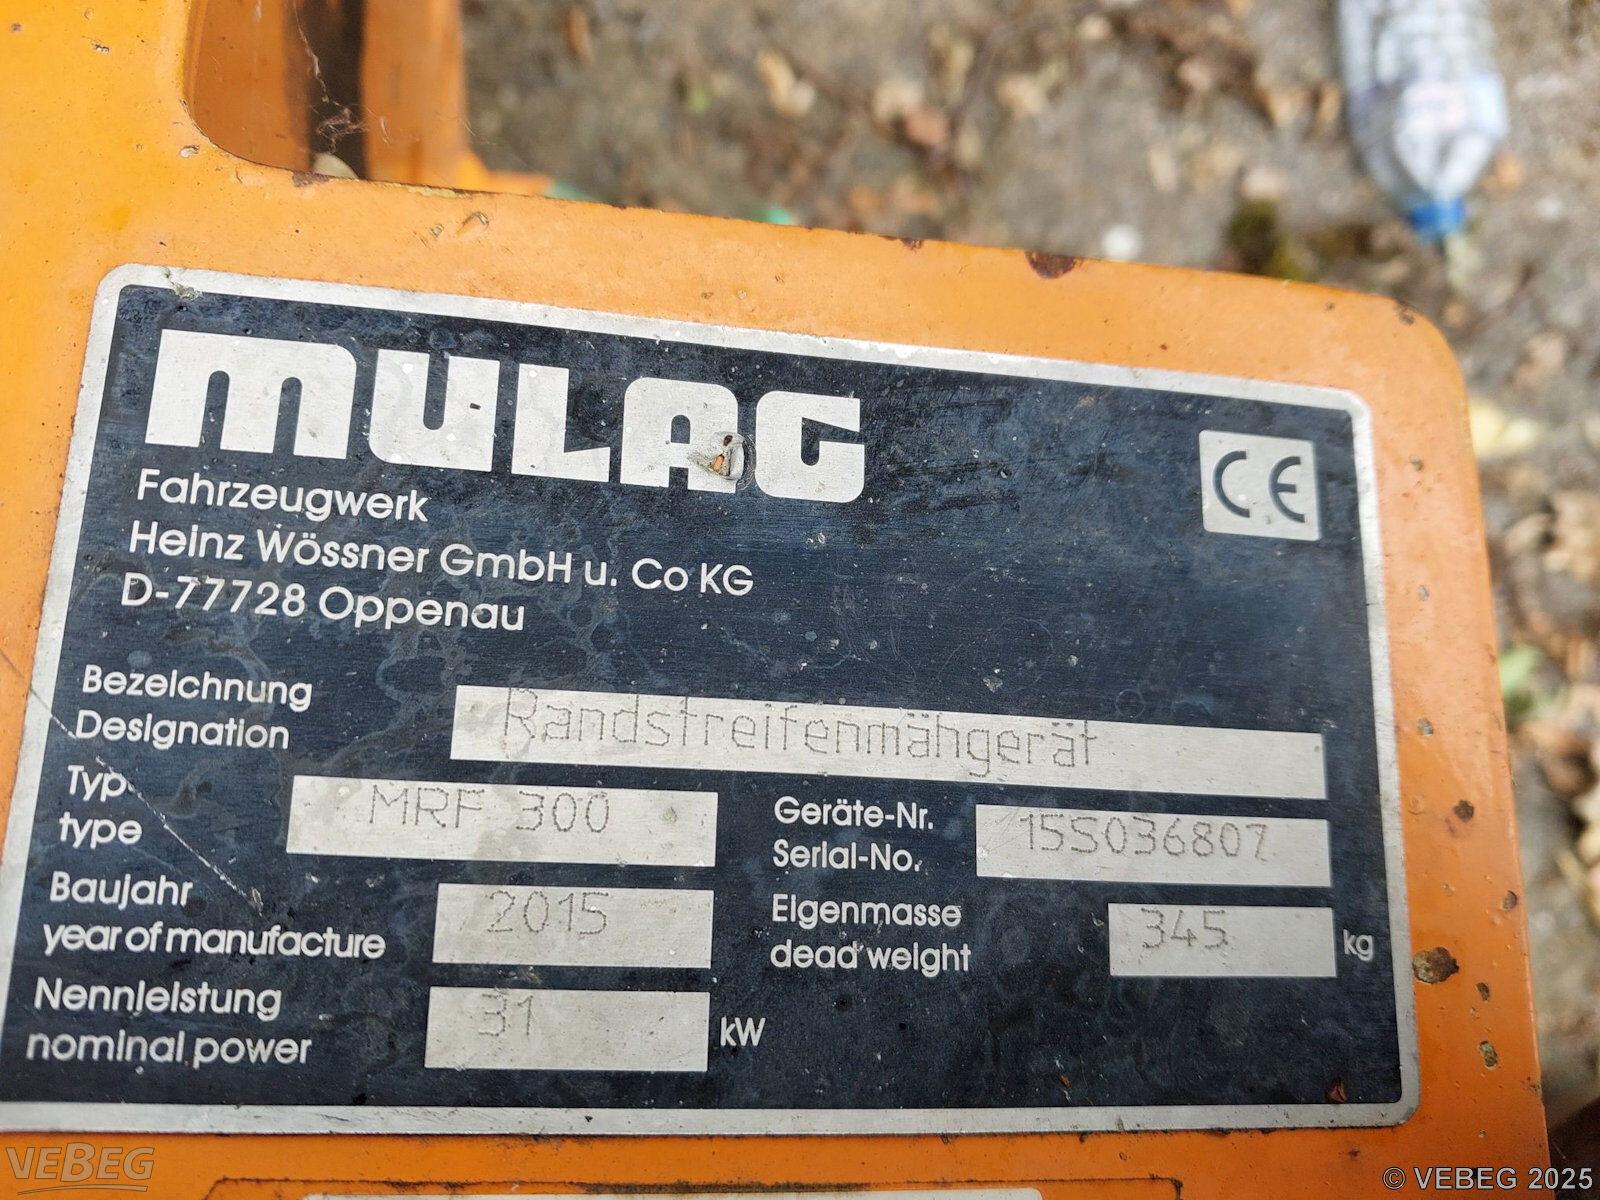 MULAG
CE
Fahrzeugwerk
Heinz Wössner GmbH u. Co KG
D-77728 Oppenau
Bezeichnung
Designation
Randstreifenmähgerät
Typ
type
MRF 300
Geräte-Nr.
Serial-No.
15S036807
Baujahr
year of manufacture
2015
Eigenmasse
dead weight
345
kg
Nennleistung
nominal power
31
kW
VEBEG
© VEBEG 2025